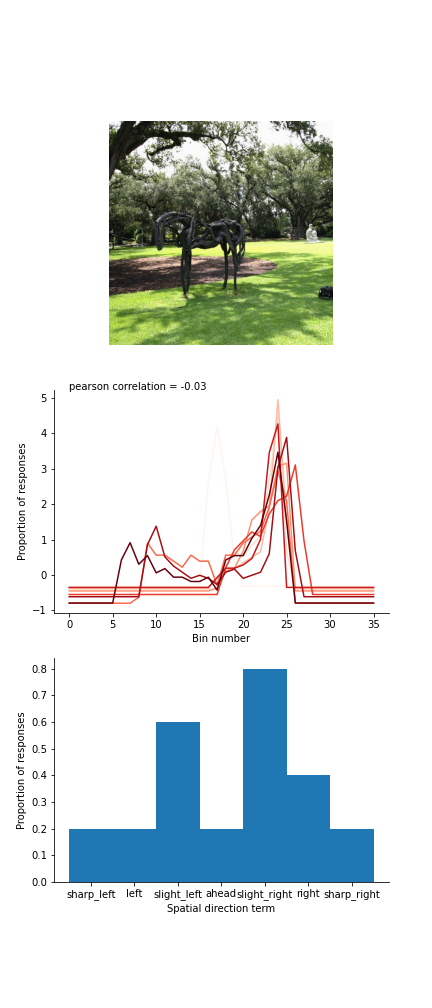 pearson correlation = -0.03
5
4
3
2
1
0
−1
Proportion of responses
0 5 10 15 20 25 30 35
Bin number
0.8
0.7
0.6
0.5
0.4
0.3
0.2
0.1
0.0
Proportion of responses
sharp_left left slight_left ahead slight_right right sharp_right
Spatial direction term